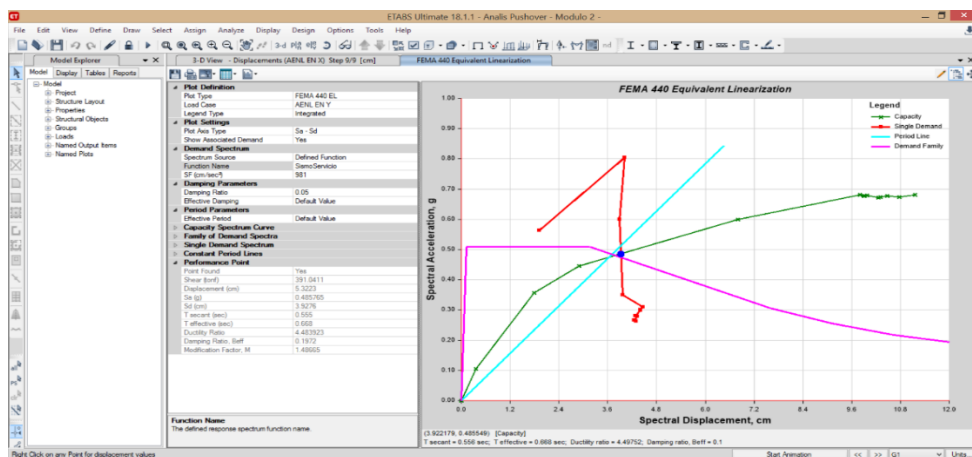 ETABS Ultimate 18.1.1 - Analis Pushover - Modulo 2 -
File Edit View Define Draw Select Assign Analyze Display Design Options Tools Help
Model Explorer
3-D View - Displacements (AENL EN X) Step 9/9 [cm]
FEMA 440 Equivalent Linearization
Model Display Tables Reports
Model
Project
Structure Layout
Properties
Structural Objects
Groups
Loads
Named Output Items
Named Plots
Plot Definition
Plot Type FEMA 440 EL
Load Case AENL EN Y
Legend Type Integrated
Plot Settings
Plot Axis Type Sa - Sd
Show Associated Demand Yes
Demand Spectrum
Spectrum Source Defined Function
Function Name SismoServicio
SF (cm/sec²) 981
Damping Parameters
Damping Ratio 0.05
Effective Damping Default Value
Period Parameters
Effective Period Default Value
Capacity Spectrum Curve
Family of Demand Spectra
Single Demand Spectrum
Constant Period Lines
Performance Point
Point Found Yes
Shear (tonf) 391.0411
Displacement (cm) 5.3223
Sa (g) 0.485765
Sd (cm) 3.9276
T secant (sec) 0.555
T effective (sec) 0.668
Ductility Ratio 4.483923
Damping Ratio, Beff 0.1972
Modification Factor, M 1.48665
Function Name
The defined response spectrum function name.
FEMA 440 Equivalent Linearization
Legend
Capacity
Single Demand
Period Line
Demand Family
Spectral Acceleration, g
1.00
0.90
0.80
0.70
0.60
0.50
0.40
0.30
0.20
0.10
0.00
0.0 1.2 2.4 3.6 4.8 6.0 7.2 8.4 9.6 10.8 12.0
Spectral Displacement, cm
(3.922179, 0.485549) [Capacity]
T secant = 0.556 sec; T effective = 0.668 sec; Ductility ratio = 4.49752; Damping ratio, Beff = 0.1
Right Click on any Point for displacement values
Start Animation << >> G1 Units...